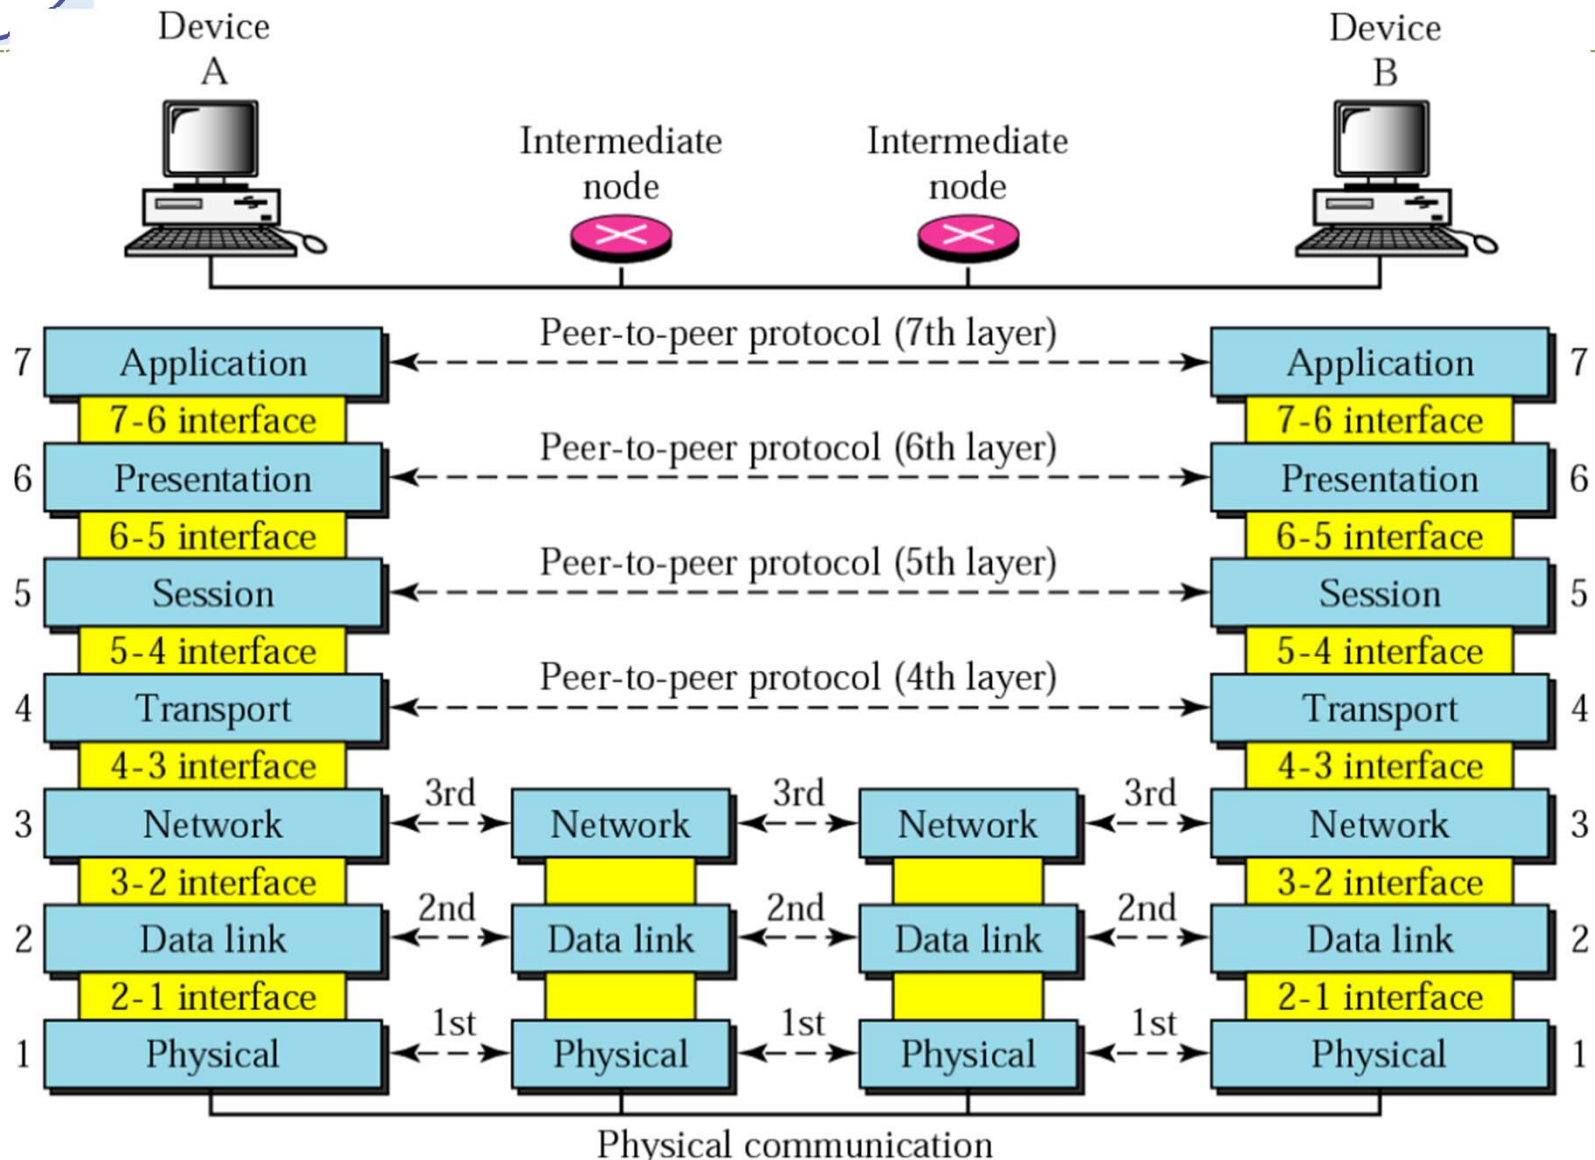 Device
A
Device
B
Intermediate
node
Intermediate
node
Peer-to-peer protocol (7th layer)
7 Application Application 7
7-6 interface 7-6 interface
Peer-to-peer protocol (6th layer)
6 Presentation Presentation 6
6-5 interface 6-5 interface
Peer-to-peer protocol (5th layer)
5 Session Session 5
5-4 interface 5-4 interface
Peer-to-peer protocol (4th layer)
4 Transport Transport 4
4-3 interface 4-3 interface
3rd 3rd 3rd
3 Network Network Network Network 3
3-2 interface 3-2 interface
2nd 2nd 2nd
2 Data link Data link Data link Data link 2
2-1 interface 2-1 interface
1st 1st 1st
1 Physical Physical Physical Physical 1
Physical communication